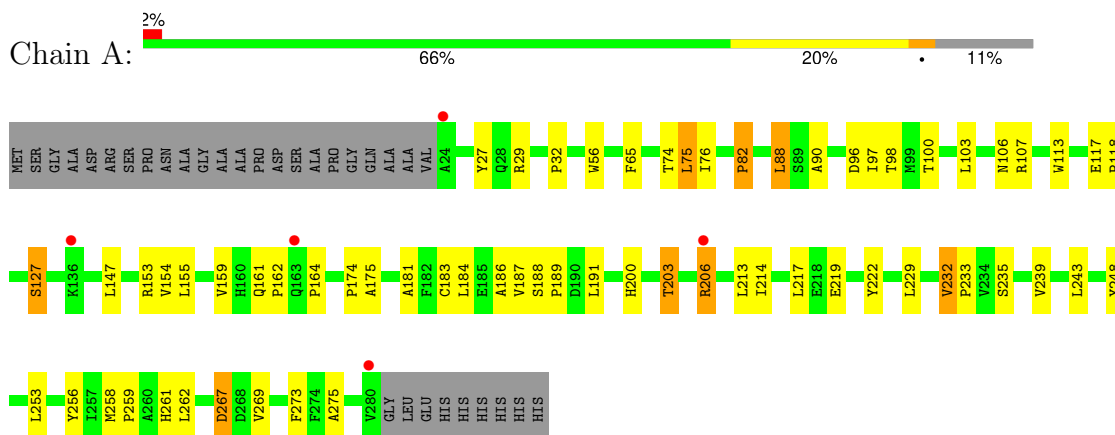 2%
Chain A:
66% 20% • 11%
MET SER GLY ALA ASP ARG SER PRO ASN ALA GLY ALA ALA PRO ASP SER ALA PRO GLY GLN ALA ALA VAL A24 Y27 Q28 R29 P32 W56 F65 T74 L75 I76 P82 L88 S89 A90 D96 I97 T98 M99 T100 L103 N106 R107 W113 E117
S127 K136 L147 R153 V154 L155 V159 H160 Q161 P162 Q163 P164 P174 A175 A181 F182 C183 L184 E185 A186 V187 S188 P189 D190 L191 H200 T203 R206 L213 I214 L217 E218 E219 Y222 L229 V232 P233 V234 S235 V239 L243
L253 Y256 I257 M258 P259 A260 H261 L262 D267 D268 V269 F273 F274 A275 V280 GLY LEU GLU HIS HIS HIS HIS HIS HIS